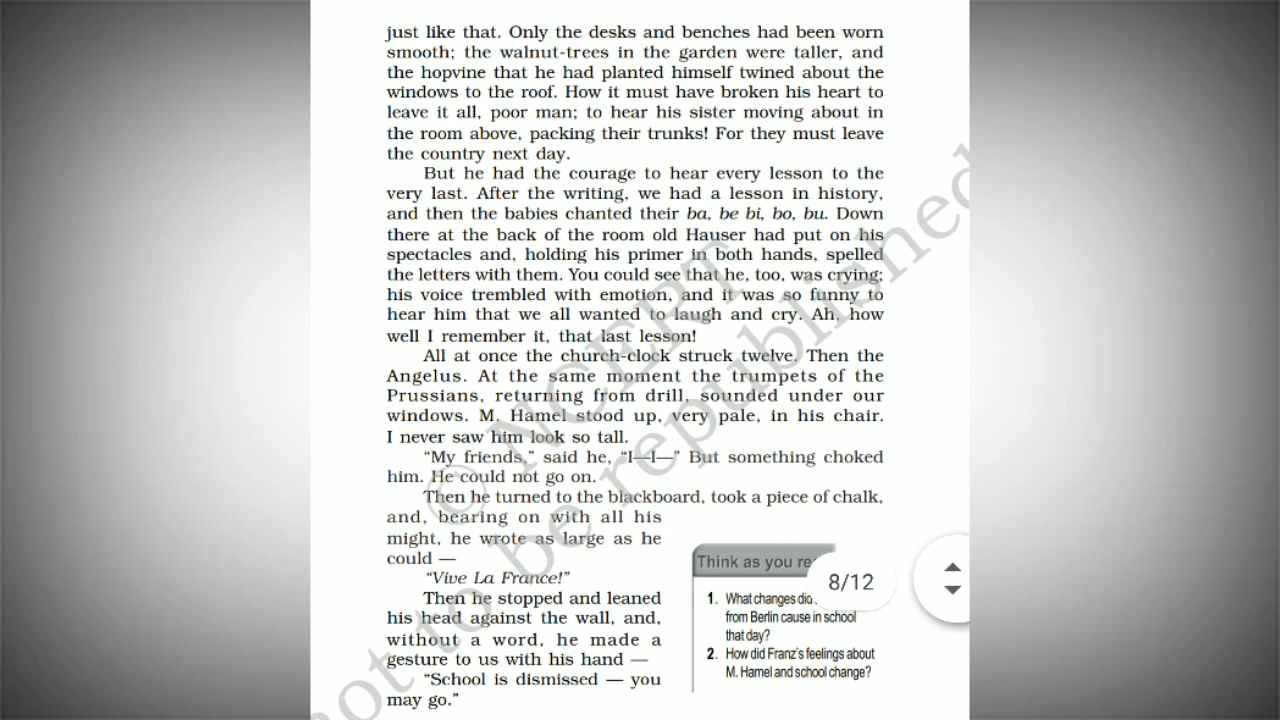 just like that. Only the desks and benches had been worn
smooth; the walnut-trees in the garden were taller, and
the hopvine that he had planted himself twined about the
windows to the roof. How it must have broken his heart to
leave it all, poor man; to hear his sister moving about in
the room above, packing their trunks! For they must leave
the country next day.
But he had the courage to hear every lesson to the
very last. After the writing, we had a lesson in history,
and then the babies chanted their ba, be bi, bo, bu. Down
there at the back of the room old Hauser had put on his
spectacles and, holding his primer in both hands, spelled
the letters with them. You could see that he, too, was crying;
his voice trembled with emotion, and it was so funny to
hear him that we all wanted to laugh and cry. Ah, how
well I remember it, that last lesson!
All at once the church-clock struck twelve. Then the
Angelus. At the same moment the trumpets of the
Prussians, returning from drill, sounded under our
windows. M. Hamel stood up, very pale, in his chair.
I never saw him look so tall.
“My friends,” said he, “I—I—” But something choked
him. He could not go on.
Then he turned to the blackboard, took a piece of chalk,
and, bearing on with all his
might, he wrote as large as he
could —
“Vive La France!”
Then he stopped and leaned
his head against the wall, and,
without a word, he made a
gesture to us with his hand —
“School is dismissed — you
may go.”
Think as you re
8/12
1. What changes did
from Berlin cause in school
that day?
2. How did Franz's feelings about
M. Hamel and school change?
© NCERT
not to be republished